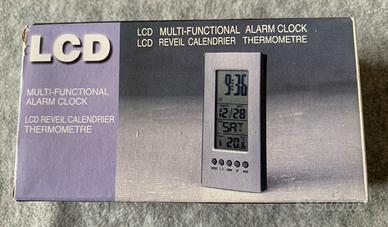 LCD
MULTI-FUNCTIONAL
ALARM CLOCK
LCD REVEIL CALENDRIER
THERMOMETRE
LCD MULTI-FUNCTIONAL ALARM CLOCK
LCD REVEIL CALENDRIER THERMOMETRE
9:36
12/28
SAT
20